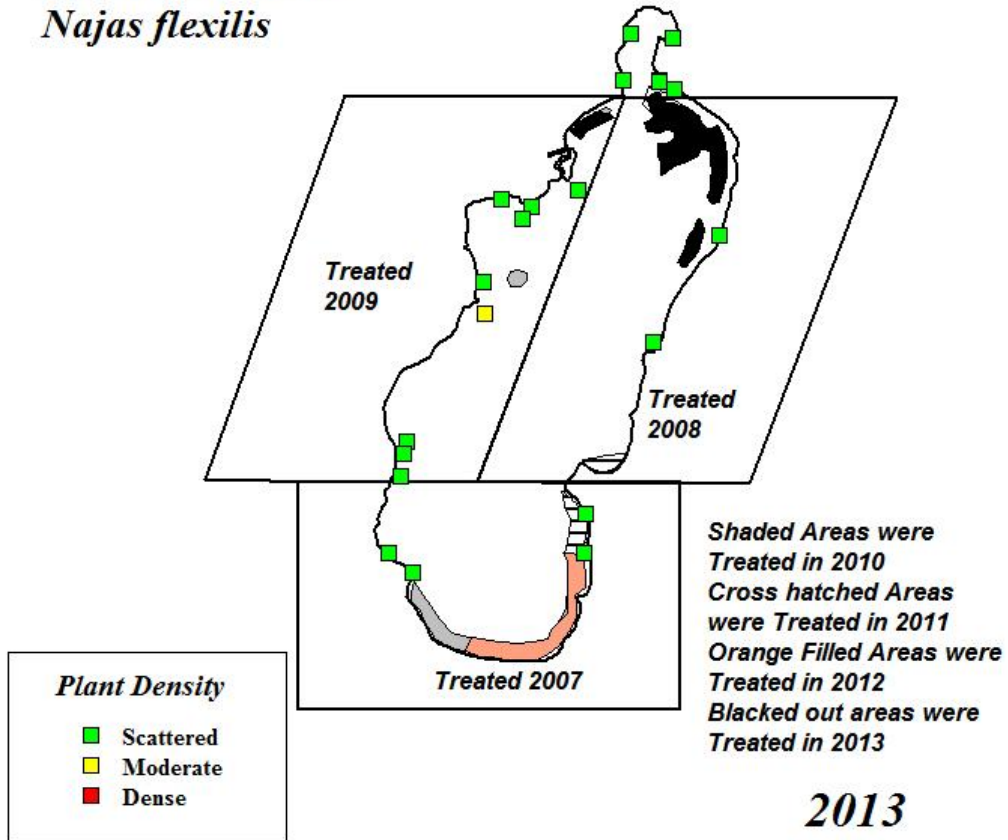 Najas flexilis
Treated
2009
Treated
2008
Treated 2007
Shaded Areas were
Treated in 2010
Cross hatched Areas
were Treated in 2011
Orange Filled Areas were
Treated in 2012
Blacked out areas were
Treated in 2013
Plant Density
Scattered
Moderate
Dense
2013